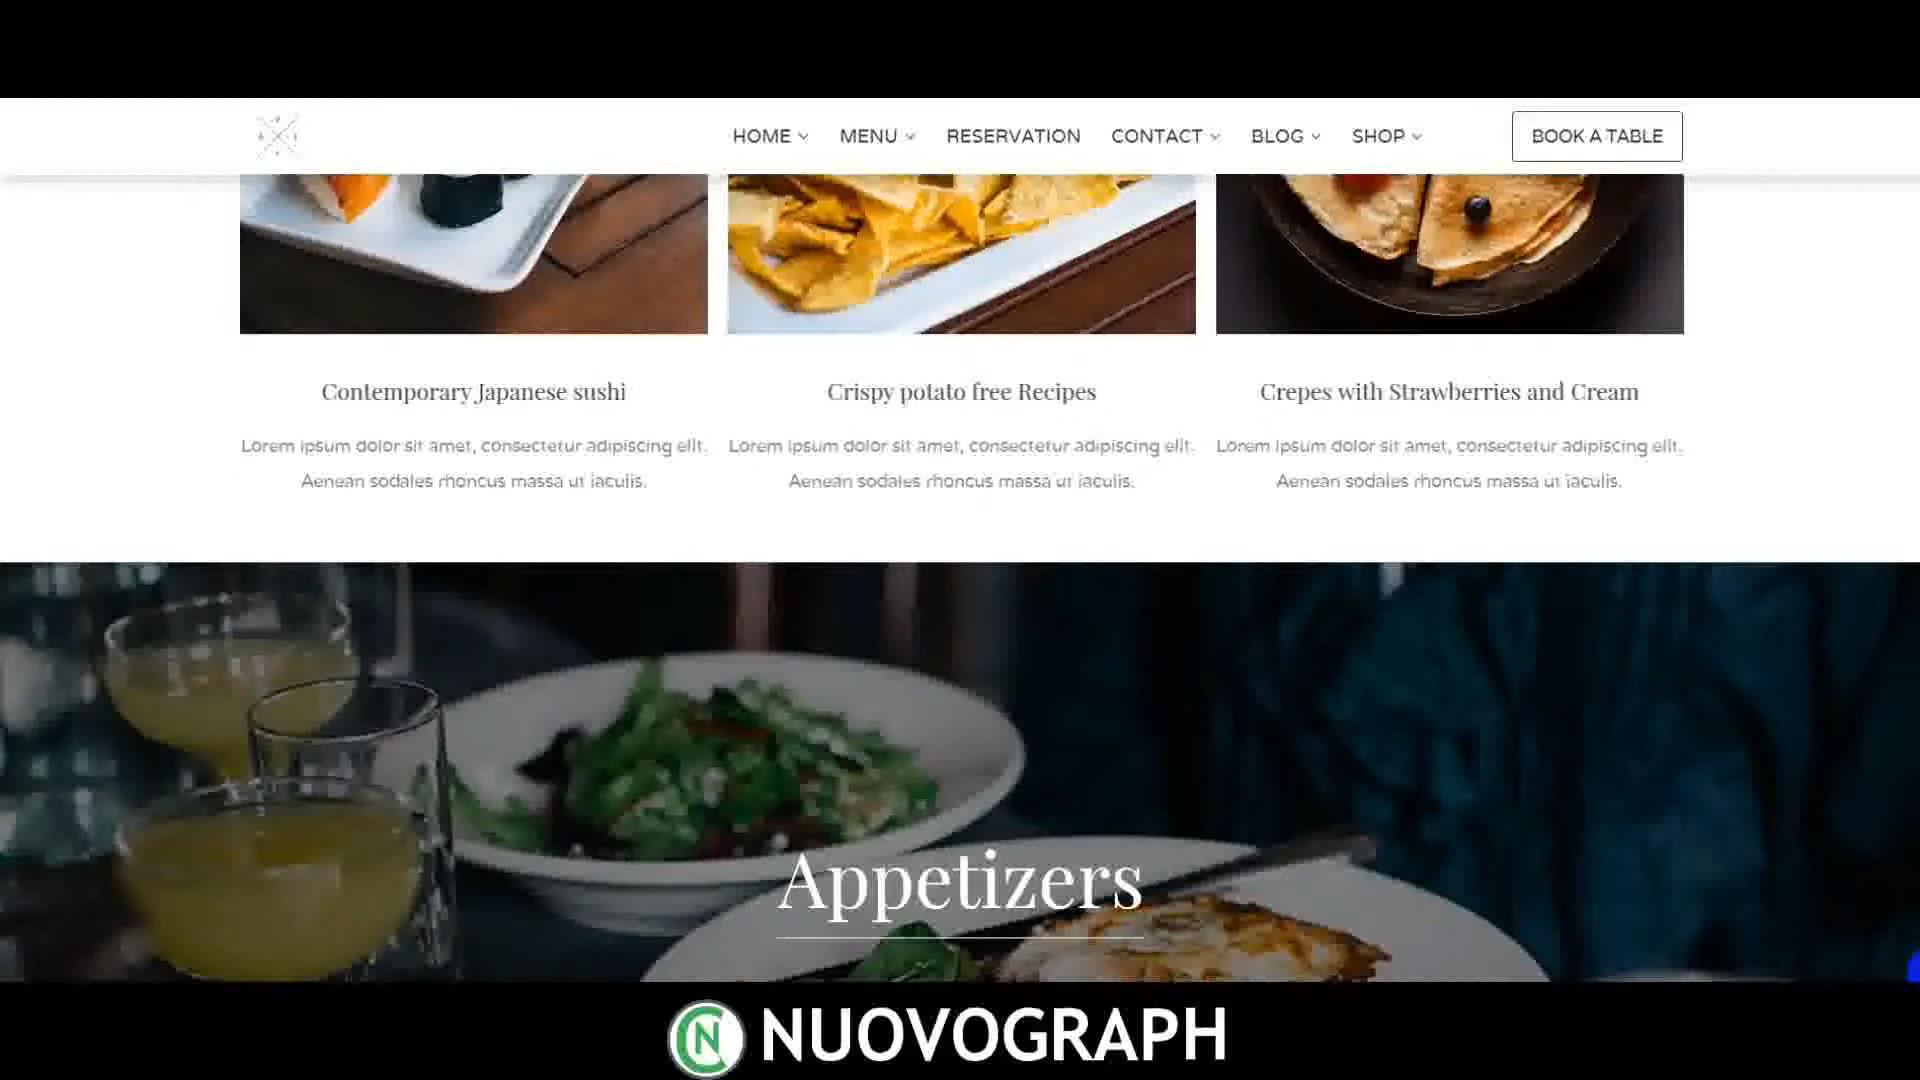 HOME MENU RESERVATION CONTACT BLOG SHOP BOOK A TABLE
Contemporary Japanese sushi
Lorem ipsum dolor sit amet, consectetur adipiscing elit.
Aenean sodales rhoncus massa ut iaculis.
Crispy potato free Recipes
Lorem ipsum dolor sit amet, consectetur adipiscing elit.
Aenean sodales rhoncus massa ut iaculis.
Crepes with Strawberries and Cream
Lorem ipsum dolor sit amet, consectetur adipiscing elit.
Aenean sodales rhoncus massa ut iaculis.
Appetizers
NUOVOGRAPH